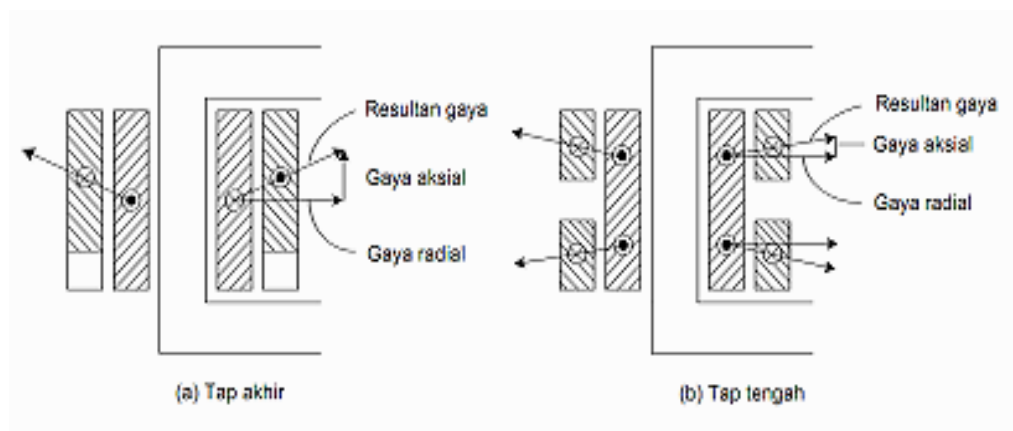 Resultan gaya
Gaya aksial
Gaya radial
(a) Tap akhir
Resultan gaya
Gaya aksial
Gaya radial
(b) Tap tengah